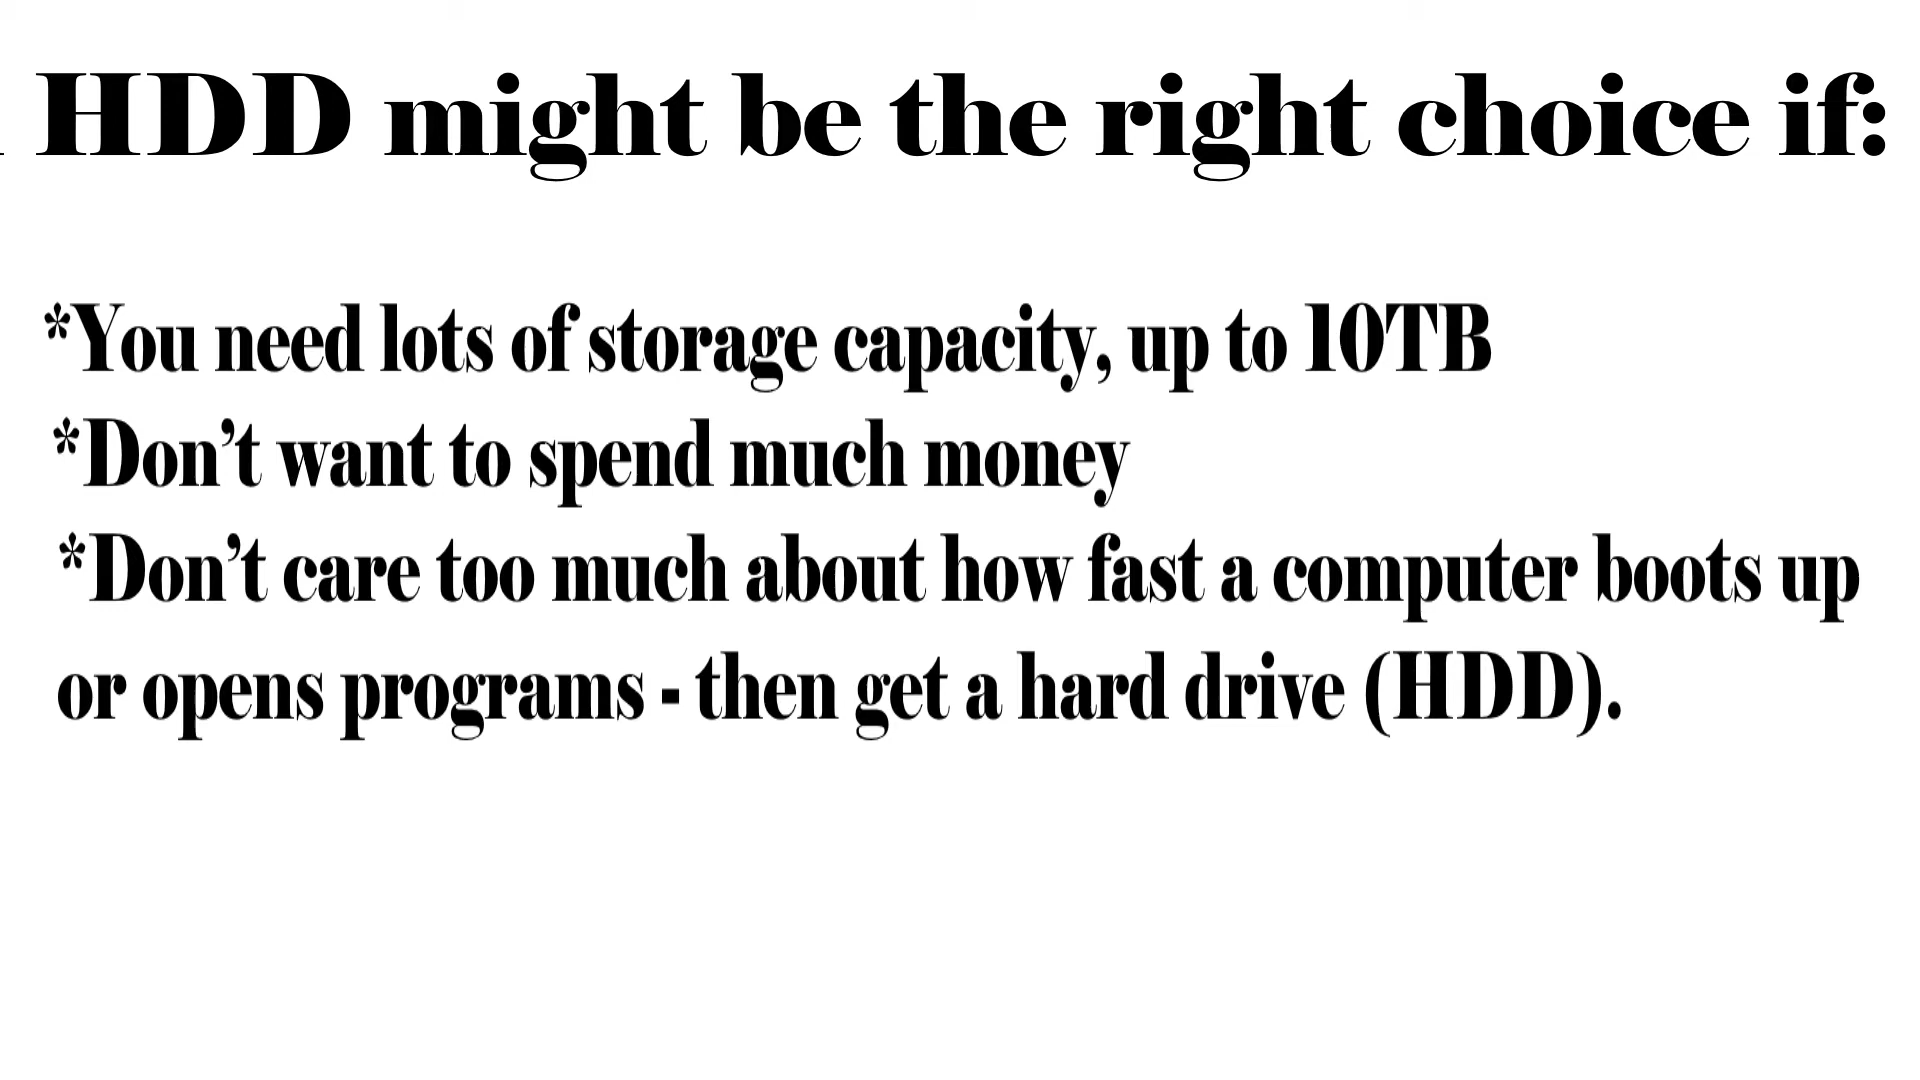 HDD might be the right choice if:
*You need lots of storage capacity, up to 10TB
*Don't want to spend much money
*Don't care too much about how fast a computer boots up
or opens programs - then get a hard drive (HDD).